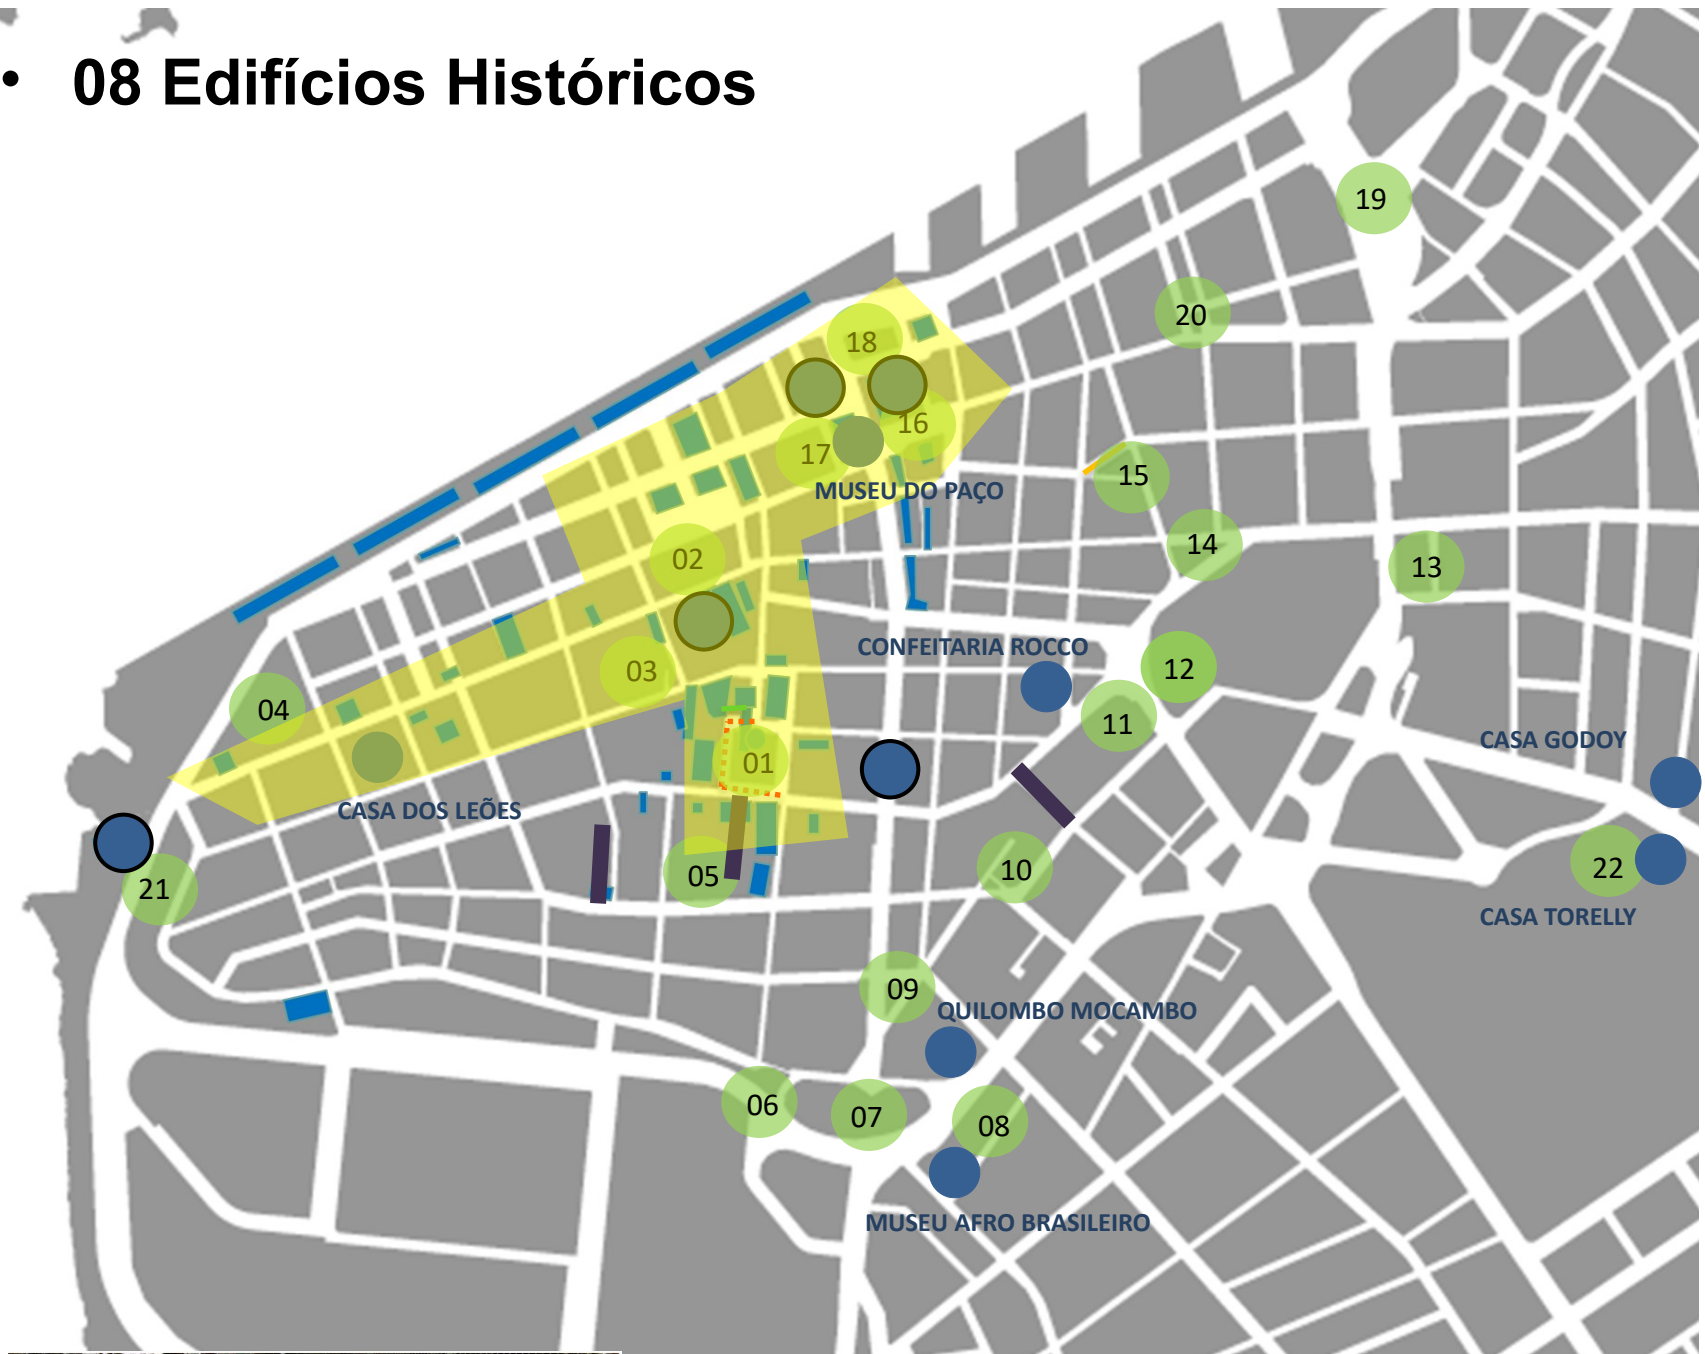 • 08 Edifícios Históricos
19
20
18
16
17
15
MUSEU DO PAÇO
02
14
13
CONFEITARIA ROCCO
03
12
04
11
CASA GODOY
01
CASA DOS LEÕES
05
10
22
21
CASA TORELLY
09
QUILOMBO MOCAMBO
06
07
08
MUSEU AFRO BRASILEIRO